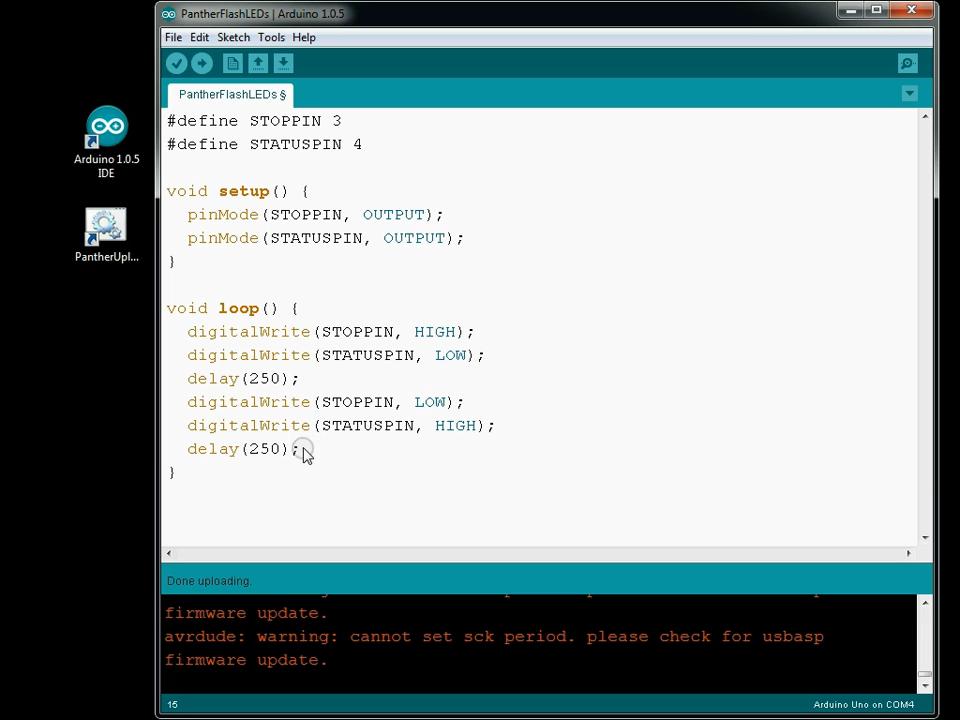 PantherFlashLEDs | Arduino 1.0.5
File Edit Sketch Tools Help
PantherFlashLEDs §
#define STOPPIN 3
#define STATUSPIN 4
void setup() {
pinMode(STOPPIN, OUTPUT);
pinMode(STATUSPIN, OUTPUT);
}
void loop() {
digitalWrite(STOPPIN, HIGH);
digitalWrite(STATUSPIN, LOW);
delay(250);
digitalWrite(STOPPIN, LOW);
digitalWrite(STATUSPIN, HIGH);
delay(250);
}
Done uploading.
firmware update.
avrdude: warning: cannot set sck period. please check for usbasp
firmware update.
15
Arduino Uno on COM4
Arduino 1.0.5
IDE
PantherUpl...